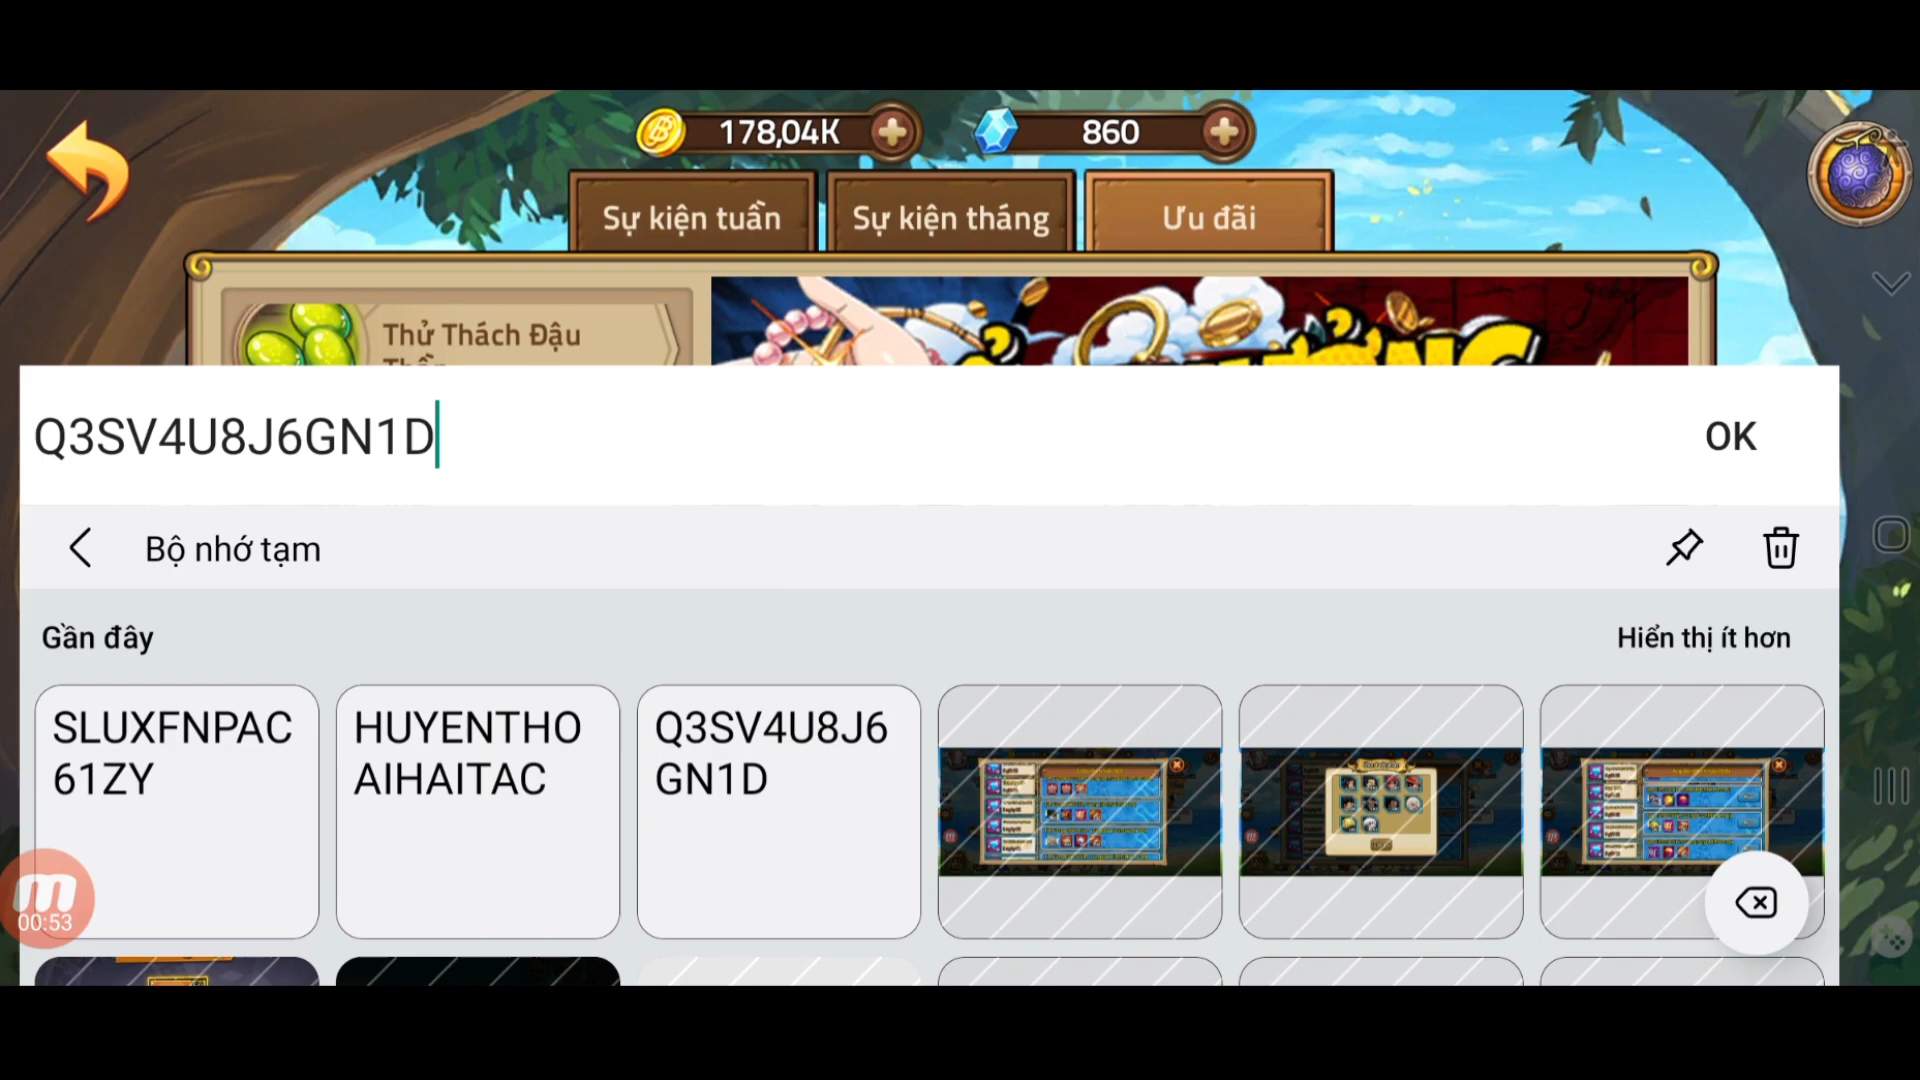 178,04K
860
Sự kiện tuần
Sự kiện tháng
Ưu đãi
Thử Thách Đậu
Q3SV4U8J6GN1D
OK
Bộ nhớ tạm
Gần đây
Hiển thị ít hơn
SLUXFNPAC
61ZY
HUYENTHO
AIHAITAC
Q3SV4U8J6
GN1D
00:53